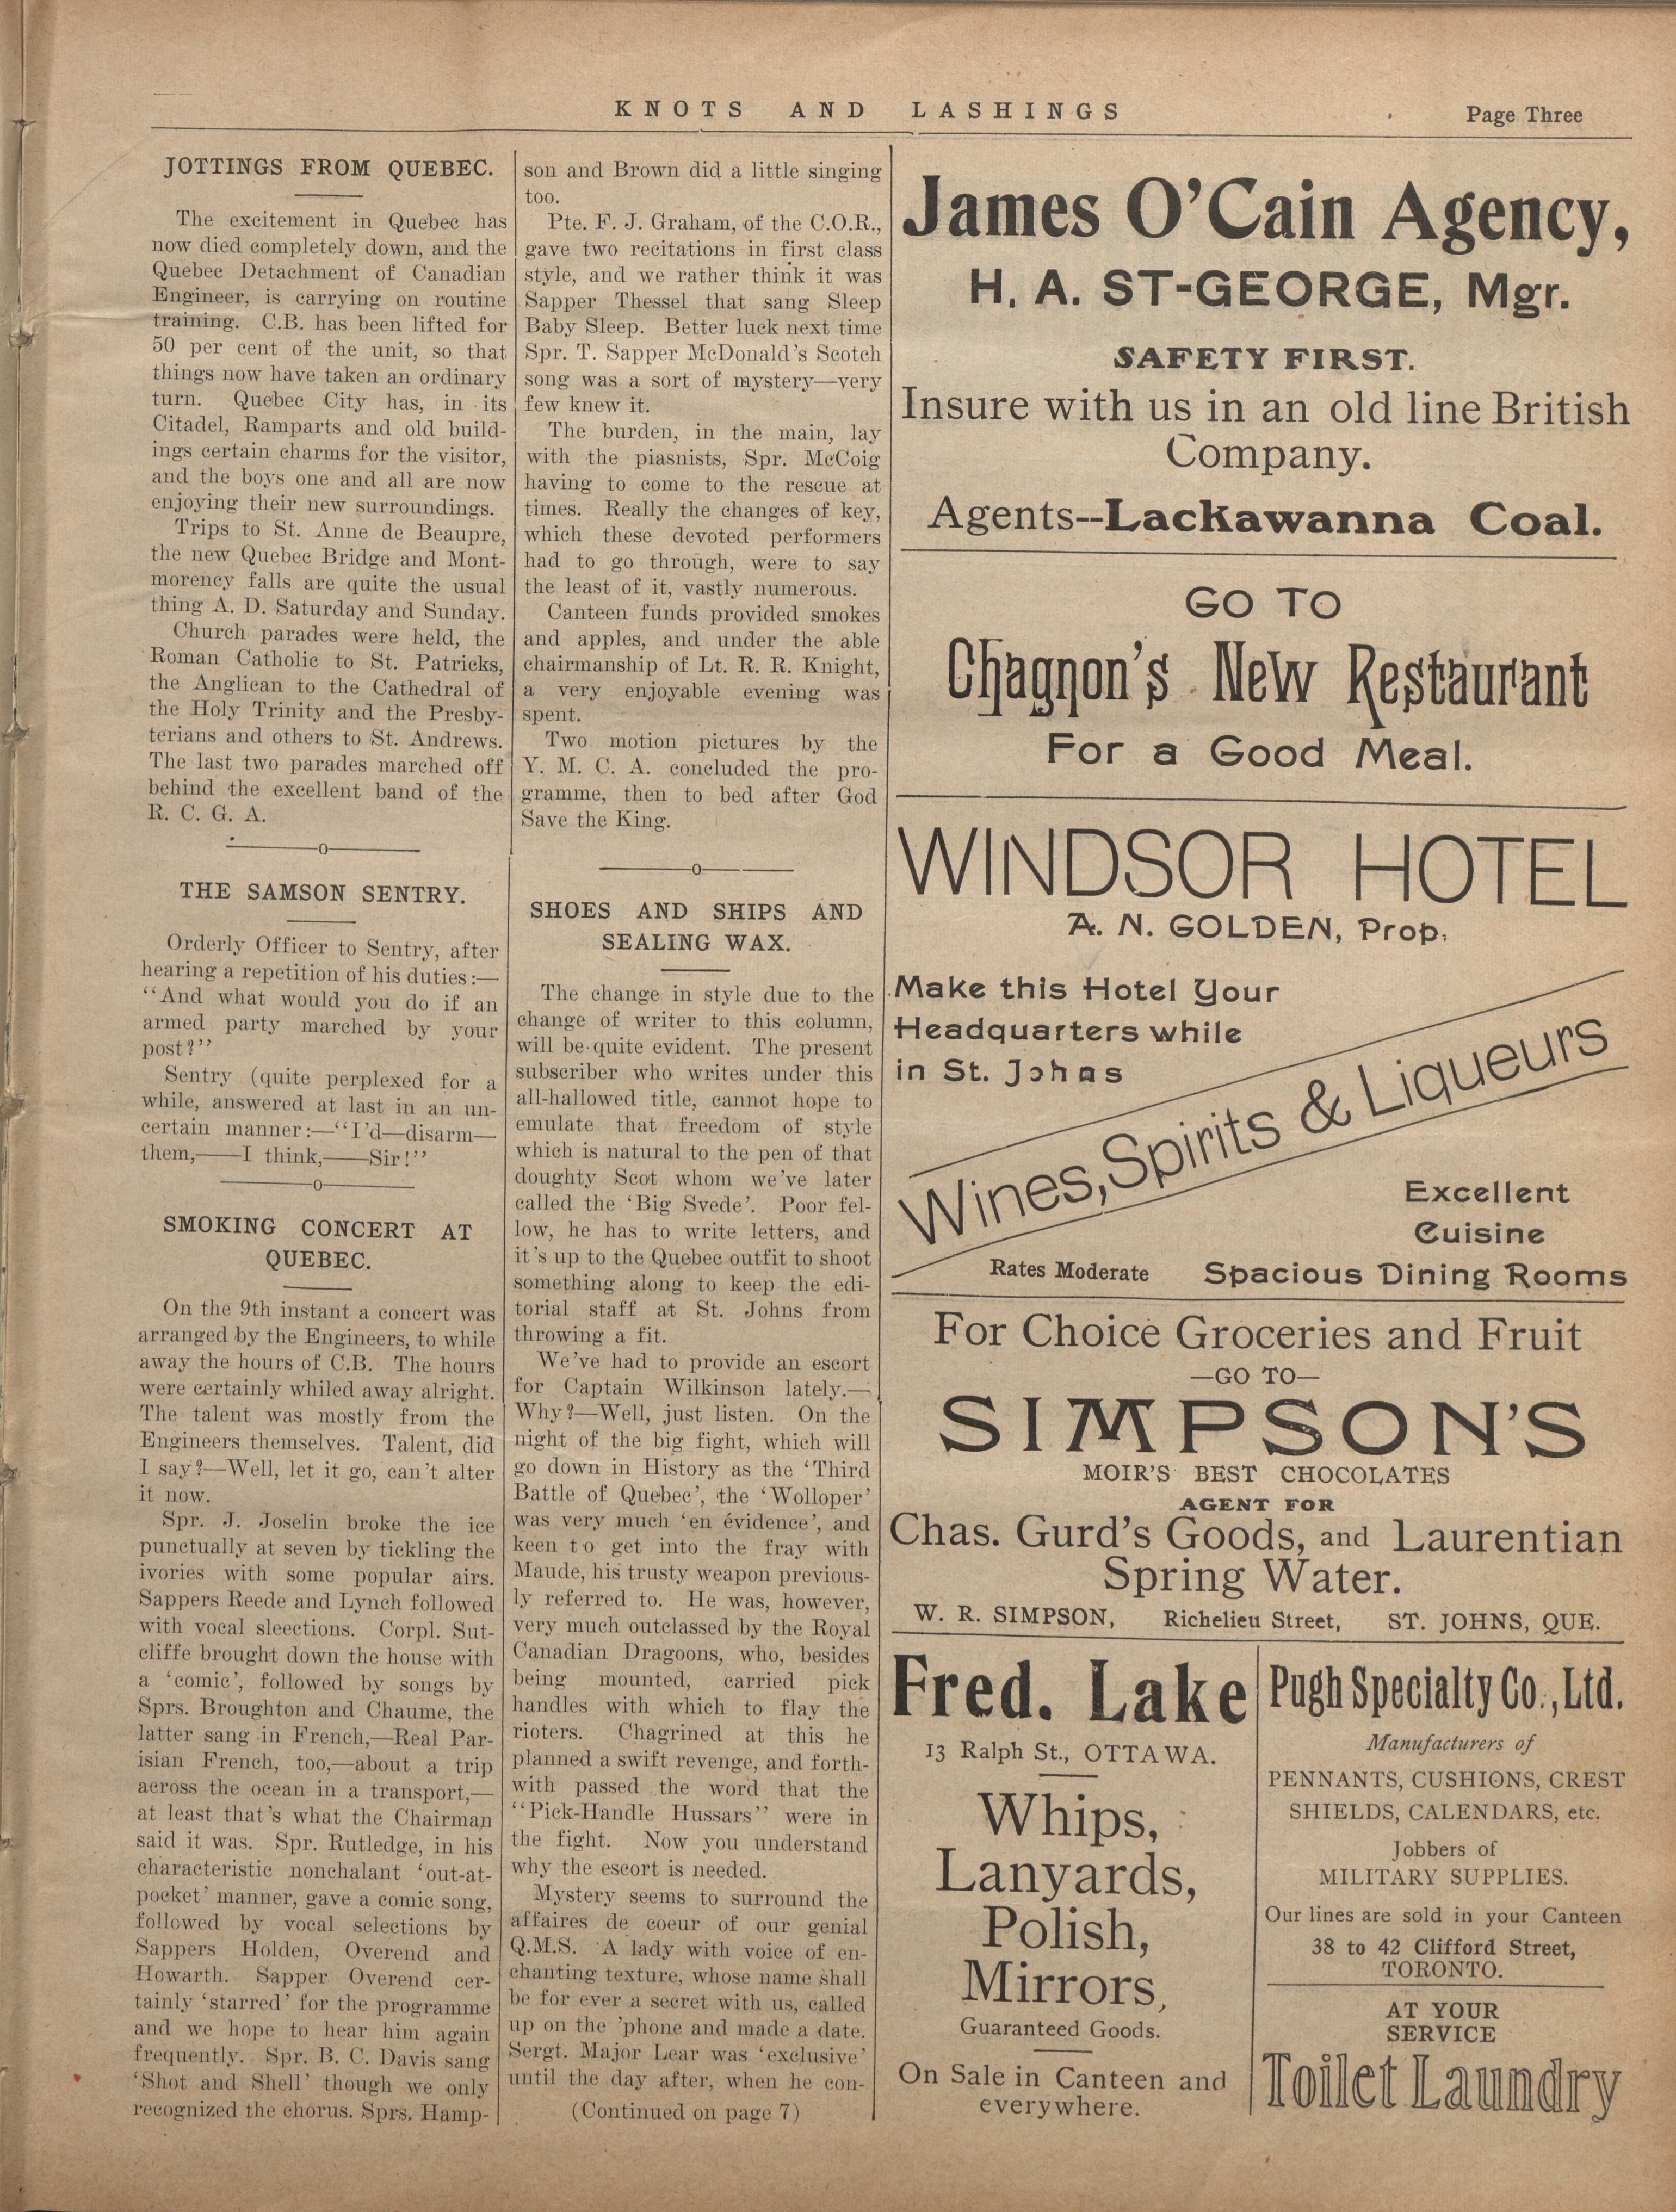 KNOTS AND LASHINGS
Page Three
JOTTINGS FROM QUEBEC.
The excitement in Quebec has
now died completely down, and the
Quebec Detachment of Canadian
Engineer, is carrying on routine
training. C.B. has been lifted for
50 per cent of the unit, so that
things now have taken an ordinary
turn. Quebec City has, in its
Citadel, Ramparts and old build-
ings certain charms for the visitor,
and the boys one and all are now
enjoying their new surroundings.
Trips to St. Anne de Beaupre,
the new Quebec Bridge and Mont-
morency falls are quite the usual
thing A. D. Saturday and Sunday.
Church parades were held, the
Roman Catholic to St. Patricks,
the Anglican to the Cathedral of
the Holy Trinity and the Presby-
terians and others to St. Andrews.
The last two parades marched off
behind the excellent band of the
R. C. G. A.
THE SAMSON SENTRY.
Orderly Officer to Sentry, after
hearing a repetition of his duties:—
"And what would you do if an
armed party marched by your
post?"
Sentry (quite perplexed for a
while, answered at last in an un-
certain manner:—"I'd—disarm—
them,——I think,——Sir!"
SMOKING CONCERT AT
QUEBEC.
On the 9th instant a concert was
arranged by the Engineers, to while
away the hours of C.B. The hours
were certainly whiled away alright.
The talent was mostly from the
Engineers themselves. Talent, did
I say?—Well, let it go, can't alter
it now.
Spr. J. Joselin broke the ice
punctually at seven by tickling the
ivories with some popular airs.
Sappers Reede and Lynch followed
with vocal sleections. Corpl. Sut-
cliffe brought down the house with
a 'comic', followed by songs by
Sprs. Broughton and Chaume, the
latter sang in French,—Real Par-
isian French, too,—about a trip
across the ocean in a transport,—
at least that's what the Chairman
said it was. Spr. Rutledge, in his
characteristic nonchalant 'out-at-
pocket' manner, gave a comic song,
followed by vocal selections by
Sappers Holden, Overend and
Howarth. Sapper Overend cer-
tainly 'starred' for the programme
and we hope to hear him again
frequently. Spr. B. C. Davis sang
'Shot and Shell' though we only
recognized the chorus. Sprs. Hamp-
son and Brown did a little singing
too.
Pte. F. J. Graham, of the C.O.R.,
gave two recitations in first class
style, and we rather think it was
Sapper Thessel that sang Sleep
Baby Sleep. Better luck next time
Spr. T. Sapper McDonald's Scotch
song was a sort of mystery—very
few knew it.
The burden, in the main, lay
with the piasnists, Spr. McCoig
having to come to the rescue at
times. Really the changes of key,
which these devoted performers
had to go through, were to say
the least of it, vastly numerous.
Canteen funds provided smokes
and apples, and under the able
chairmanship of Lt. R. R. Knight,
a very enjoyable evening was
spent.
Two motion pictures by the
Y. M. C. A. concluded the pro-
gramme, then to bed after God
Save the King.
SHOES AND SHIPS AND
SEALING WAX.
The change in style due to the
change of writer to this column,
will be quite evident. The present
subscriber who writes under this
all-hallowed title, cannot hope to
emulate that freedom of style
which is natural to the pen of that
doughty Scot whom we've later
called the 'Big Svede'. Poor fel-
low, he has to write letters, and
it's up to the Quebec outfit to shoot
something along to keep the edi-
torial staff at St. Johns from
throwing a fit.
We've had to provide an escort
for Captain Wilkinson lately.—
Why?—Well, just listen. On the
night of the big fight, which will
go down in History as the 'Third
Battle of Quebec', the 'Wolloper'
was very much 'en évidence', and
keen to get into the fray with
Maude, his trusty weapon previous-
ly referred to. He was, however,
very much outclassed by the Royal
Canadian Dragoons, who, besides
being mounted, carried pick
handles with which to flay the
rioters. Chagrined at this he
planned a swift revenge, and forth-
with passed the word that the
"Pick-Handle Hussars" were in
the fight. Now you understand
why the escort is needed.
Mystery seems to surround the
affaires de coeur of our genial
Q.M.S. A lady with voice of en-
chanting texture, whose name shall
be for ever a secret with us, called
up on the 'phone and made a date.
Sergt. Major Lear was 'exclusive'
until the day after, when he con-
(Continued on page 7)
James O'Cain Agency,
H. A. ST-GEORGE, Mgr.
SAFETY FIRST.
Insure with us in an old line British
Company.
Agents--Lackawanna Coal.
GO TO
Chagnon's New Restaurant
For a Good Meal.
WINDSOR HOTEL
A. N. GOLDEN, Prop.
Make this Hotel Your
Headquarters while
in St. Johns
Wines, Spirits & Liqueurs
Excellent
Cuisine
Rates Moderate Spacious Dining Rooms
For Choice Groceries and Fruit
—GO TO—
SIMPSON'S
MOIR'S BEST CHOCOLATES
AGENT FOR
Chas. Gurd's Goods, and Laurentian
Spring Water.
W. R. SIMPSON, Richelieu Street, ST. JOHNS, QUE.
Fred. Lake
13 Ralph St., OTTAWA.
Whips,
Lanyards,
Polish,
Mirrors,
Guaranteed Goods.
On Sale in Canteen and
everywhere.
Pugh Specialty Co., Ltd.
Manufacturers of
PENNANTS, CUSHIONS, CREST
SHIELDS, CALENDARS, etc.
Jobbers of
MILITARY SUPPLIES.
Our lines are sold in your Canteen
38 to 42 Clifford Street,
TORONTO.
AT YOUR
SERVICE
Toilet Laundry